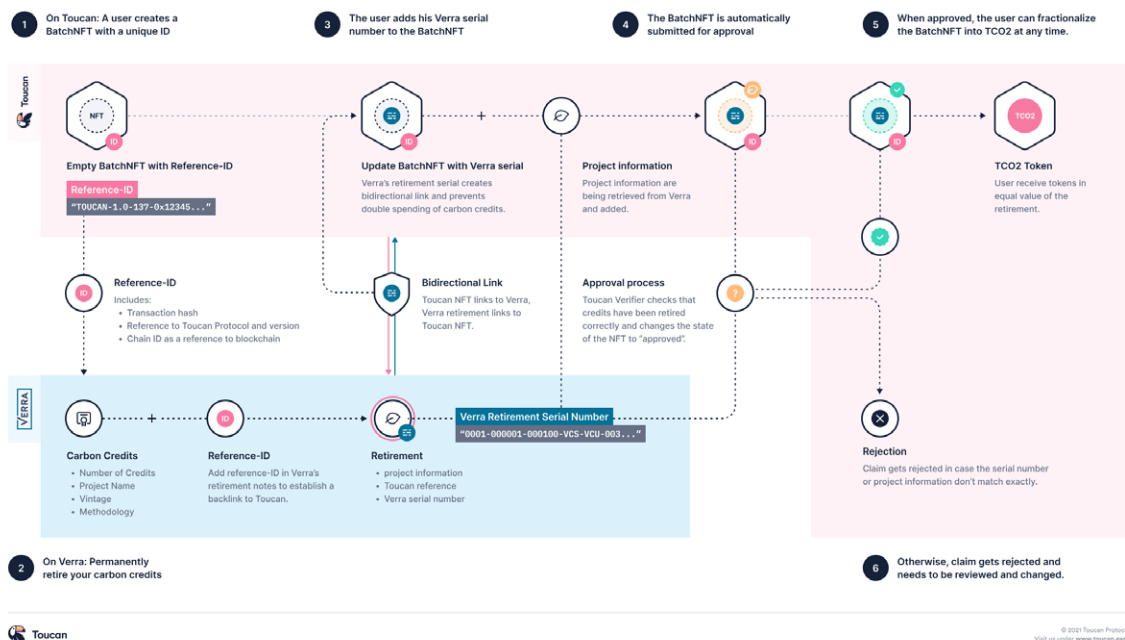 1
On Toucan: A user creates a
BatchNFT with a unique ID
3
The user adds his Verra serial
number to the BatchNFT
4
The BatchNFT is automatically
submitted for approval
5
When approved, the user can fractionalize
the BatchNFT into TCO2 at any time.
Toucan
NFT
ID
ID
ID
ID
TCO2
Empty BatchNFT with Reference-ID
Reference-ID
“TOUCAN-1.0-137-0x12345...”
Update BatchNFT with Verra serial
Verra’s retirement serial creates
bidirectional link and prevents
double spending of carbon credits.
Project information
Project information are
being retrieved from Verra
and added.
TCO2 Token
User receive tokens in
equal value of the
retirement.
ID
Reference-ID
Includes:
• Transaction hash
• Reference to Toucan Protocol and version
• Chain ID as a reference to blockchain
Bidirectional Link
Toucan NFT links to Verra,
Verra retirement links to
Toucan NFT.
Approval process
Toucan Verifier checks that
credits have been retired
correctly and changes the state
of the NFT to “approved”.
?
VERRA
+
ID
Verra Retirement Serial Number
“0001-000001-000100-VCS-VCU-003...”
Carbon Credits
• Number of Credits
• Project Name
• Vintage
• Methodology
Reference-ID
Add reference-ID in Verra’s
retirement notes to establish a
backlink to Toucan.
Retirement
• project information
• Toucan reference
• Verra serial number
Rejection
Claim gets rejected in case the serial number
or project information don’t match exactly.
2
On Verra: Permanently
retire your carbon credits
6
Otherwise, claim gets rejected and
needs to be reviewed and changed.
Toucan
© 2021 Toucan Protoc
Visit us under